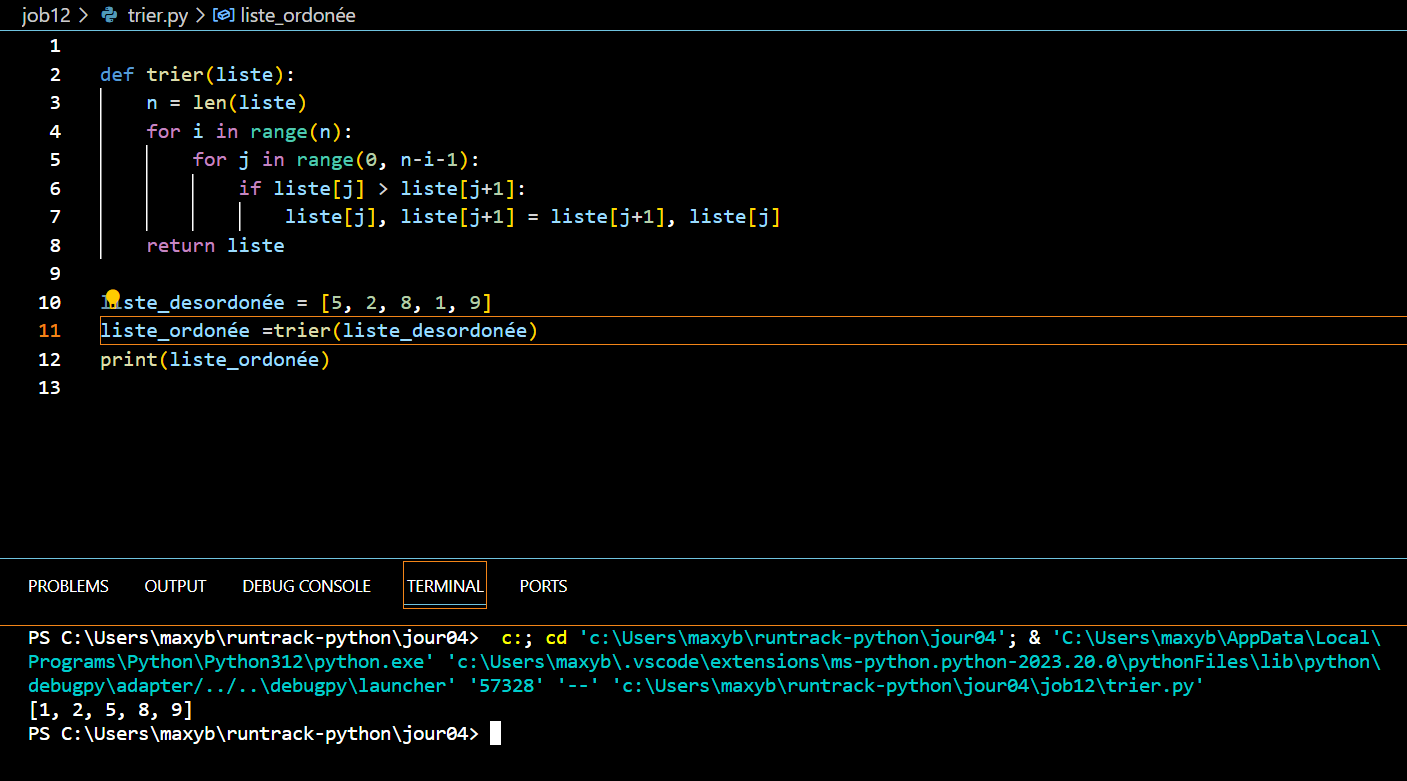 job12 > trier.py > liste_ordonée
1
2 def trier(liste):
3 n = len(liste)
4 for i in range(n):
5 for j in range(0, n-i-1):
6 if liste[j] > liste[j+1]:
7 liste[j], liste[j+1] = liste[j+1], liste[j]
8 return liste
9
10 liste_desordonée = [5, 2, 8, 1, 9]
11 liste_ordonée =trier(liste_desordonée)
12 print(liste_ordonée)
13
PROBLEMS OUTPUT DEBUG CONSOLE TERMINAL PORTS
PS C:\Users\maxyb\runtrack-python\jour04>  c:; cd 'c:\Users\maxyb\runtrack-python\jour04'; & 'C:\Users\maxyb\AppData\Local\
Programs\Python\Python312\python.exe' 'c:\Users\maxyb\.vscode\extensions\ms-python.python-2023.20.0\pythonFiles\lib\python\
debugpy\adapter/../..\debugpy\launcher' '57328' '--' 'c:\Users\maxyb\runtrack-python\jour04\job12\trier.py'
[1, 2, 5, 8, 9]
PS C:\Users\maxyb\runtrack-python\jour04>